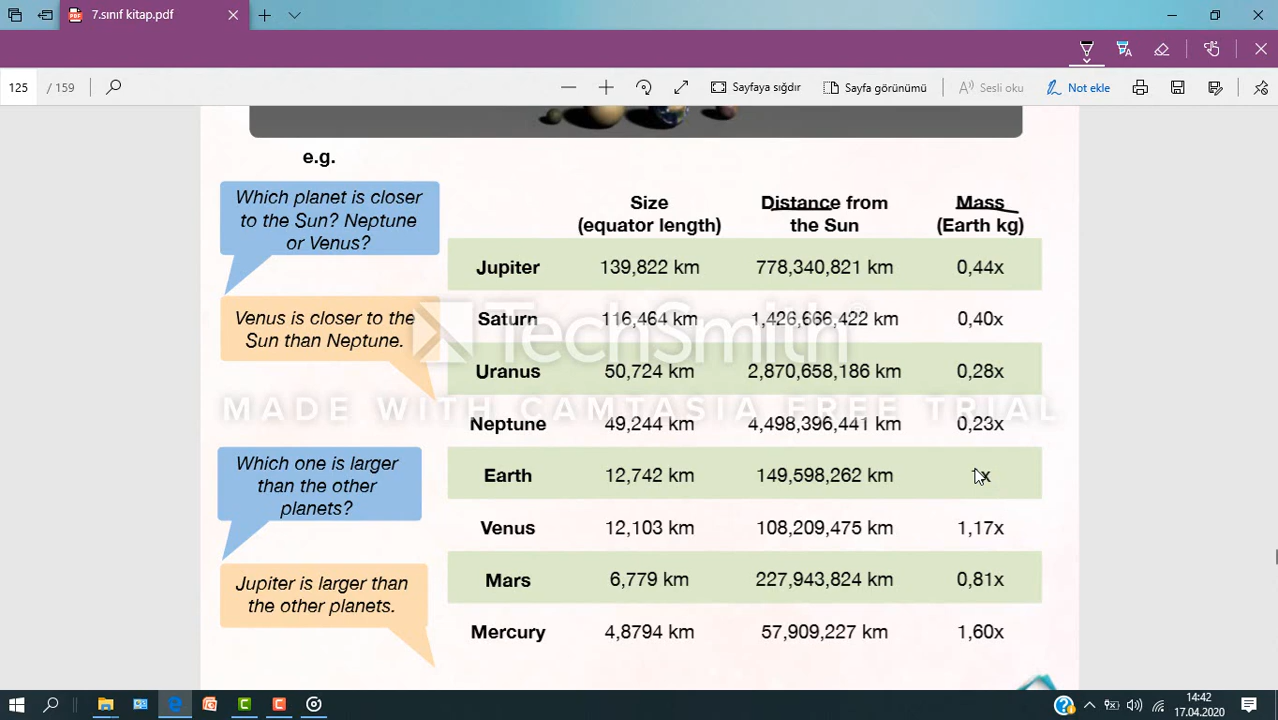 7.sınıf kitap.pdf
125 / 159
Sayfaya sığdır
Sayfa görünümü
Sesli oku
Not ekle
e.g.
Which planet is closer
to the Sun? Neptune
or Venus?
Venus is closer to the
Sun than Neptune.
Which one is larger
than the other
planets?
Jupiter is larger than
the other planets.
Size (equator length) Distance from the Sun Mass (Earth kg)
Jupiter 139,822 km 778,340,821 km 0,44x
Saturn 116,464 km 1,426,666,422 km 0,40x
Uranus 50,724 km 2,870,658,186 km 0,28x
Neptune 49,244 km 4,498,396,441 km 0,23x
Earth 12,742 km 149,598,262 km x
Venus 12,103 km 108,209,475 km 1,17x
Mars 6,779 km 227,943,824 km 0,81x
Mercury 4,8794 km 57,909,227 km 1,60x
TechSmith
MADE WITH CAMTASIA FREE TRIAL
14:42
17.04.2020